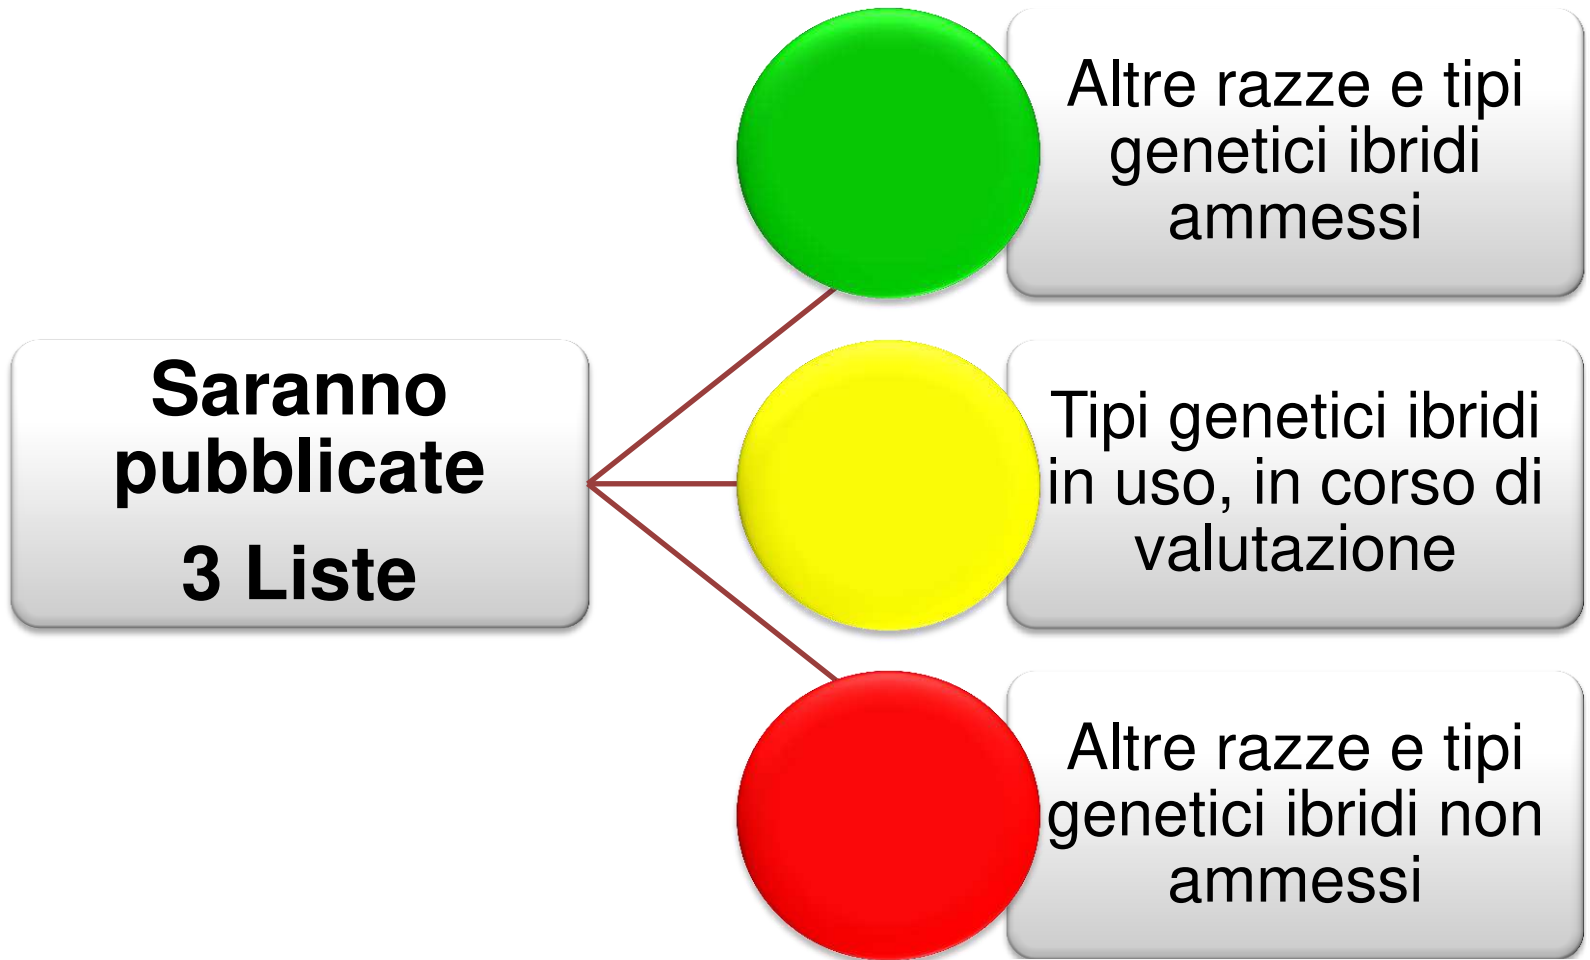 Saranno
pubblicate
3 Liste
Altre razze e tipi
genetici ibridi
ammessi
Tipi genetici ibridi
in uso, in corso di
valutazione
Altre razze e tipi
genetici ibridi non
ammessi